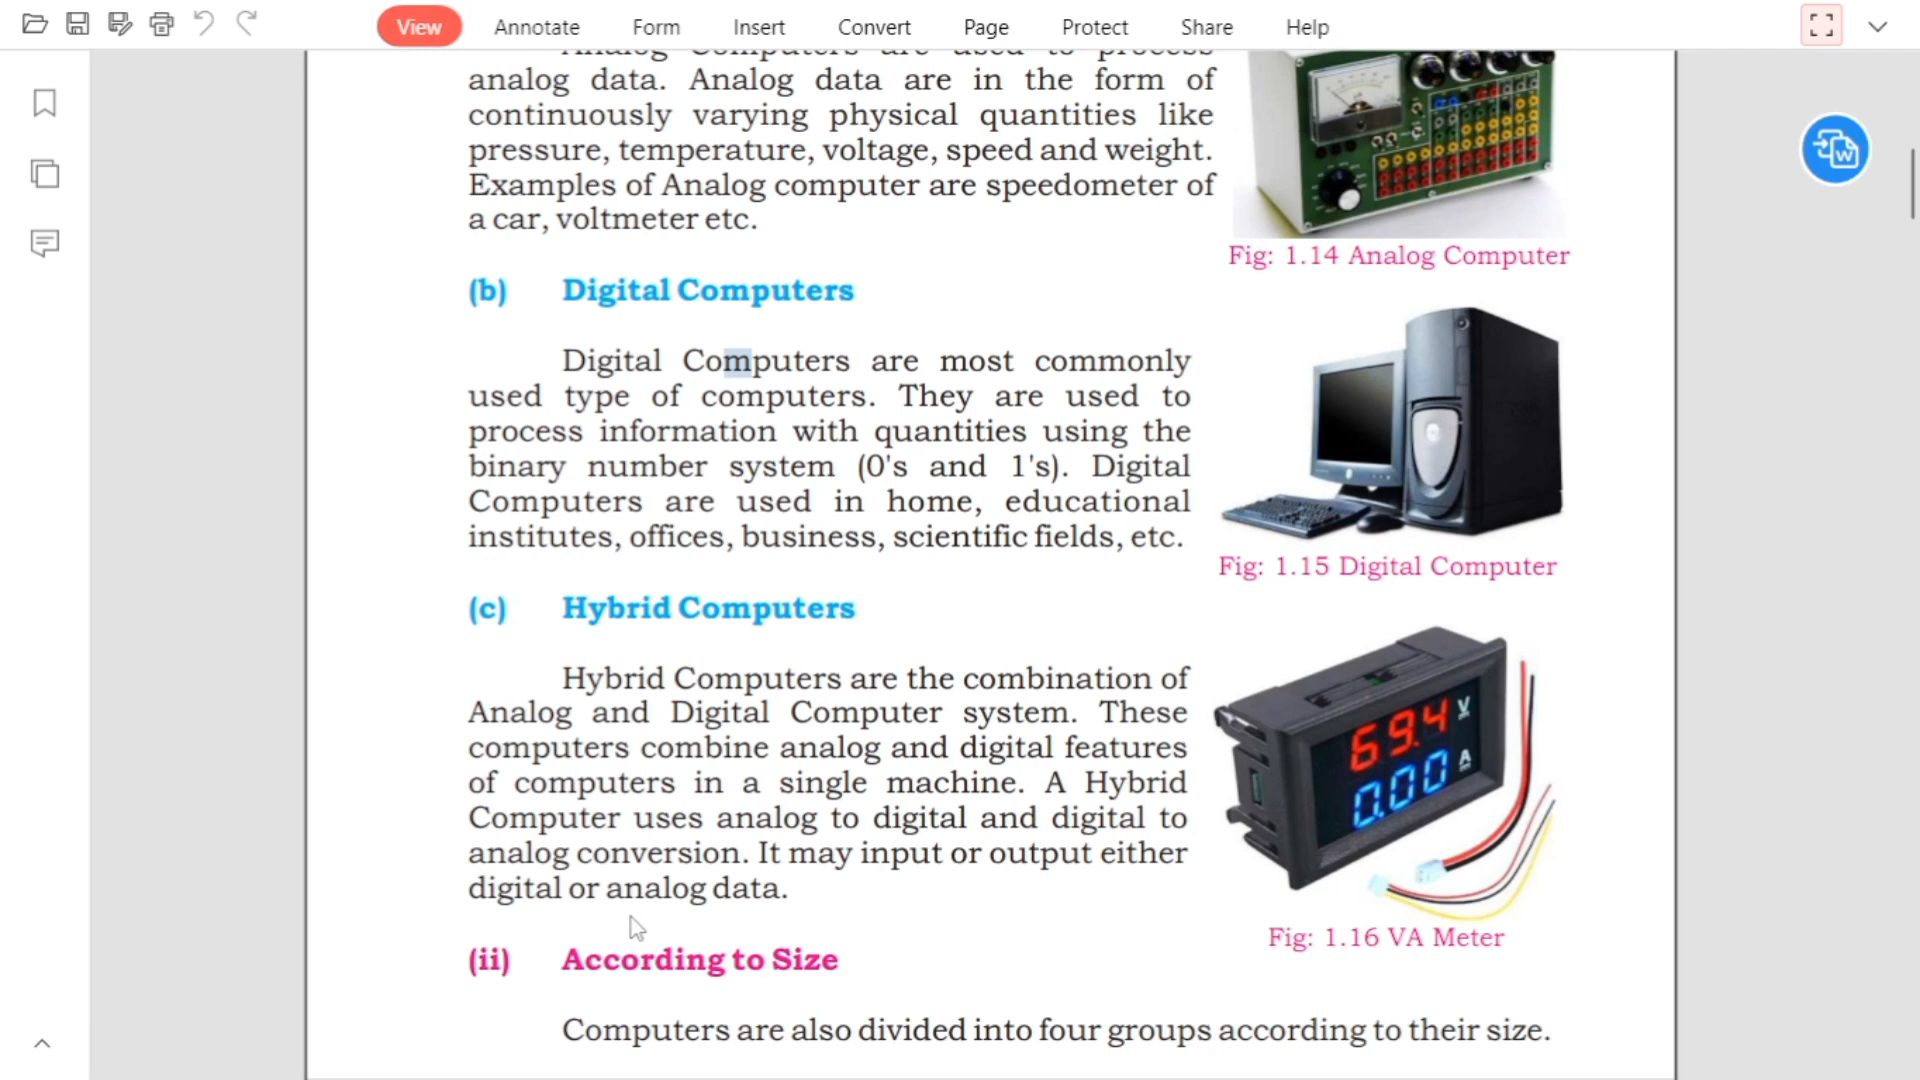 View Annotate Form Insert Convert Page Protect Share Help
Analog Computers are used to process
analog data. Analog data are in the form of
continuously varying physical quantities like
pressure, temperature, voltage, speed and weight.
Examples of Analog computer are speedometer of
a car, voltmeter etc.
Fig: 1.14 Analog Computer
(b) Digital Computers
Digital Computers are most commonly
used type of computers. They are used to
process information with quantities using the
binary number system (0's and 1's). Digital
Computers are used in home, educational
institutes, offices, business, scientific fields, etc.
Fig: 1.15 Digital Computer
(c) Hybrid Computers
Hybrid Computers are the combination of
Analog and Digital Computer system. These
computers combine analog and digital features
of computers in a single machine. A Hybrid
Computer uses analog to digital and digital to
analog conversion. It may input or output either
digital or analog data.
69.4 V
0.00 A
Fig: 1.16 VA Meter
(ii) According to Size
Computers are also divided into four groups according to their size.
W